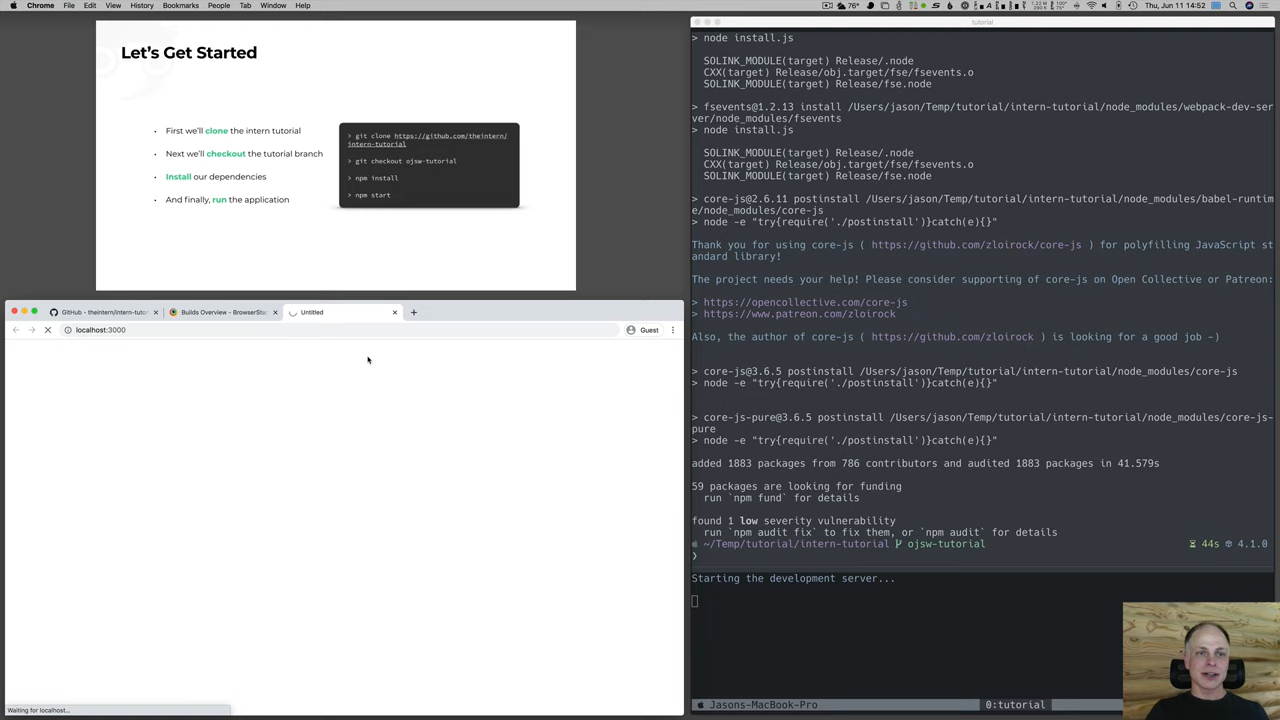 Chrome File Edit View History Bookmarks People Tab Window Help
76° Thu, Jun 11 14:52
Let's Get Started
• First we'll clone the intern tutorial
• Next we'll checkout the tutorial branch
• Install our dependencies
• And finally, run the application
> git clone https://github.com/theintern/
intern-tutorial
> git checkout ojsw-tutorial
> npm install
> npm start
GitHub - theintern/intern-tutor
Builds Overview - BrowserSta
Untitled
localhost:3000
Guest
Waiting for localhost...
tutorial
> node install.js
SOLINK_MODULE(target) Release/.node
CXX(target) Release/obj.target/fse/fsevents.o
SOLINK_MODULE(target) Release/fse.node
> fsevents@1.2.13 install /Users/jason/Temp/tutorial/intern-tutorial/node_modules/webpack-dev-ser
ver/node_modules/fsevents
> node install.js
SOLINK_MODULE(target) Release/.node
CXX(target) Release/obj.target/fse/fsevents.o
SOLINK_MODULE(target) Release/fse.node
> core-js@2.6.11 postinstall /Users/jason/Temp/tutorial/intern-tutorial/node_modules/babel-runtim
e/node_modules/core-js
> node -e "try{require('./postinstall')}catch(e){}"
Thank you for using core-js ( https://github.com/zloirock/core-js ) for polyfilling JavaScript st
andard library!
The project needs your help! Please consider supporting of core-js on Open Collective or Patreon:
> https://opencollective.com/core-js
> https://www.patreon.com/zloirock
Also, the author of core-js ( https://github.com/zloirock ) is looking for a good job -)
> core-js@3.6.5 postinstall /Users/jason/Temp/tutorial/intern-tutorial/node_modules/core-js
> node -e "try{require('./postinstall')}catch(e){}"
> core-js-pure@3.6.5 postinstall /Users/jason/Temp/tutorial/intern-tutorial/node_modules/core-js-
pure
> node -e "try{require('./postinstall')}catch(e){}"
added 1883 packages from 786 contributors and audited 1883 packages in 41.579s
59 packages are looking for funding
run `npm fund` for details
found 1 low severity vulnerability
run `npm audit fix` to fix them, or `npm audit` for details
~/Temp/tutorial/intern-tutorial ojsw-tutorial 44s 4.1.0
❯
Starting the development server...
Jasons-MacBook-Pro 0:tutorial